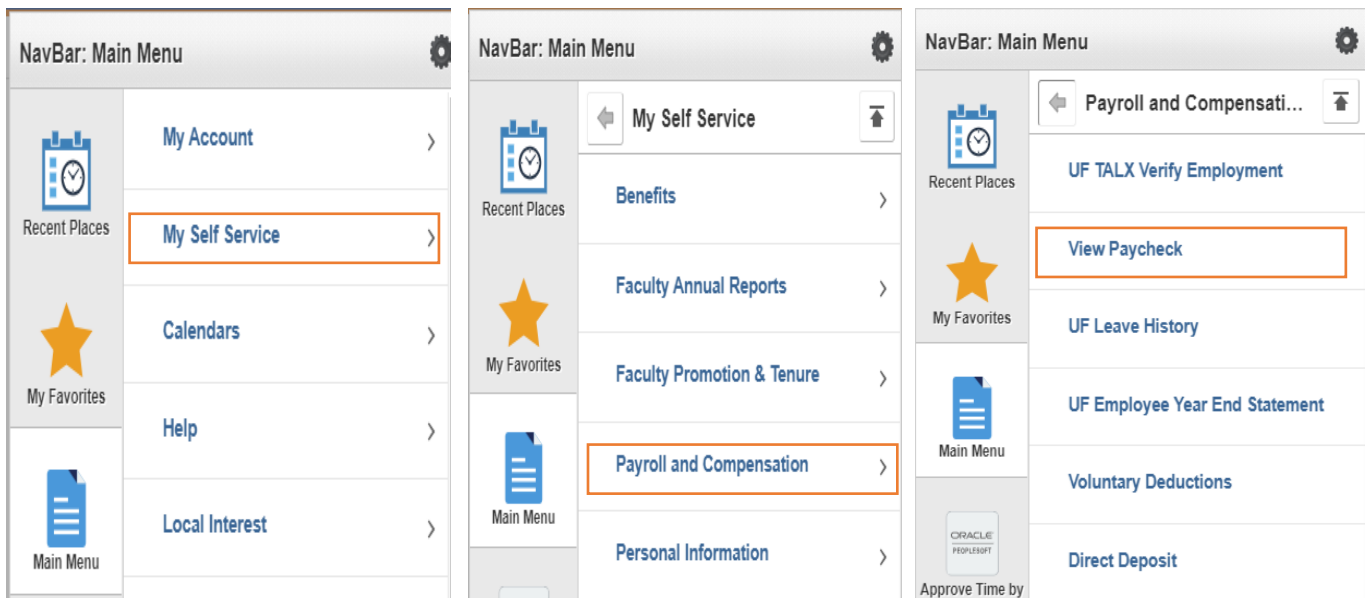 NavBar: Main Menu
Recent Places
My Favorites
Main Menu
My Account
My Self Service
Calendars
Help
Local Interest
NavBar: Main Menu
Recent Places
My Favorites
Main Menu
My Self Service
Benefits
Faculty Annual Reports
Faculty Promotion & Tenure
Payroll and Compensation
Personal Information
NavBar: Main Menu
Recent Places
My Favorites
Main Menu
ORACLE
PEOPLESOFT
Approve Time by
Payroll and Compensati...
UF TALX Verify Employment
View Paycheck
UF Leave History
UF Employee Year End Statement
Voluntary Deductions
Direct Deposit